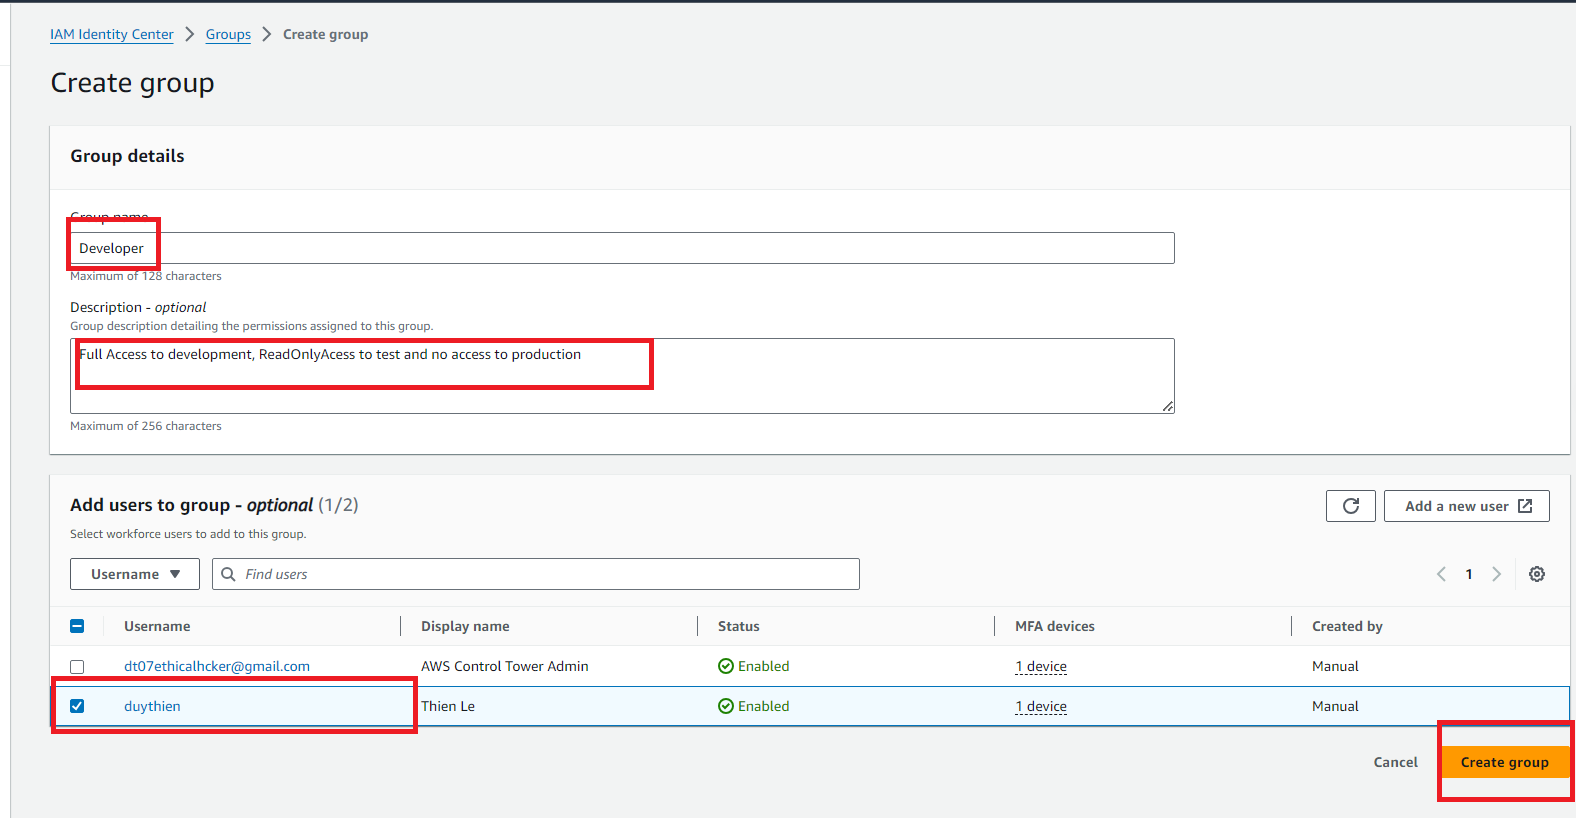 IAM Identity Center > Groups > Create group
Create group
Group details
Group name
Developer
Maximum of 128 characters
Description - optional
Group description detailing the permissions assigned to this group.
Full Access to development, ReadOnlyAcess to test and no access to production
Maximum of 256 characters
Add users to group - optional (1/2)
Add a new user
Select workforce users to add to this group.
Username
Find users
1
Username Display name Status MFA devices Created by
dt07ethicalhcker@gmail.com AWS Control Tower Admin Enabled 1 device Manual
duythien Thien Le Enabled 1 device Manual
Cancel Create group